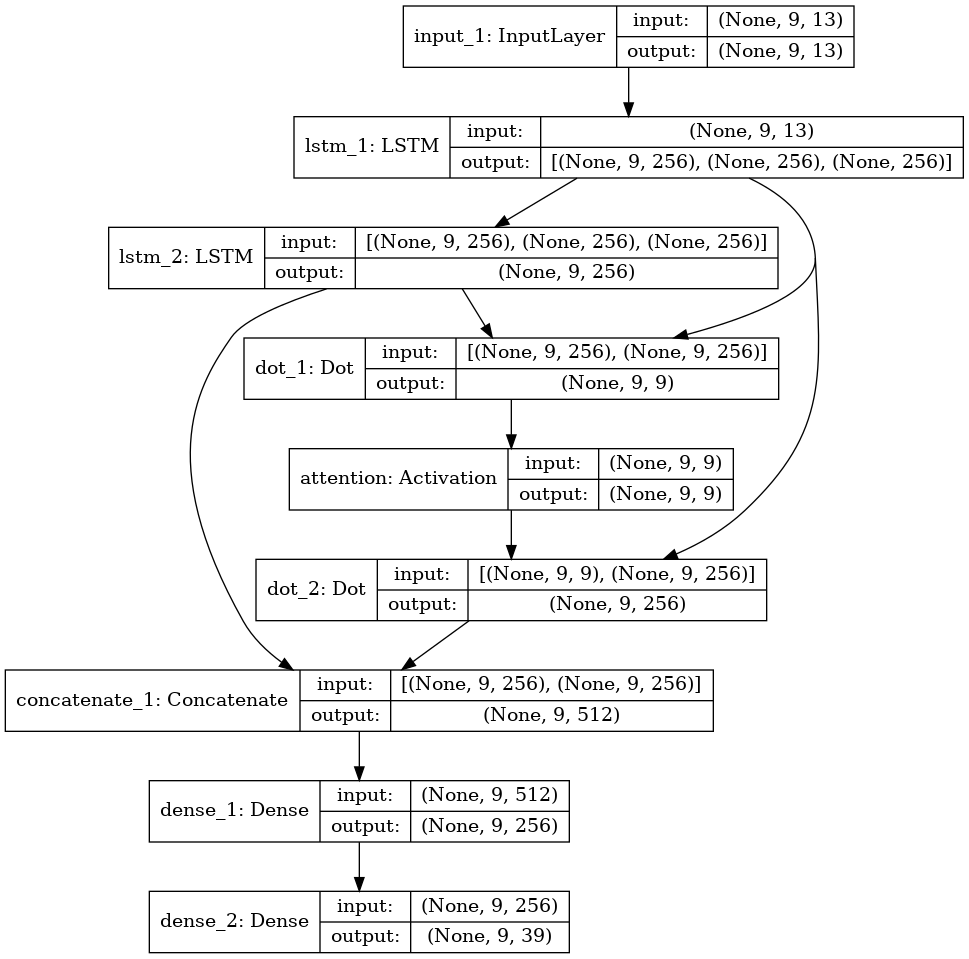 input_1: InputLayer
input: (None, 9, 13)
output: (None, 9, 13)
lstm_1: LSTM
input: (None, 9, 13)
output: [(None, 9, 256), (None, 256), (None, 256)]
lstm_2: LSTM
input: [(None, 9, 256), (None, 256), (None, 256)]
output: (None, 9, 256)
dot_1: Dot
input: [(None, 9, 256), (None, 9, 256)]
output: (None, 9, 9)
attention: Activation
input: (None, 9, 9)
output: (None, 9, 9)
dot_2: Dot
input: [(None, 9, 9), (None, 9, 256)]
output: (None, 9, 256)
concatenate_1: Concatenate
input: [(None, 9, 256), (None, 9, 256)]
output: (None, 9, 512)
dense_1: Dense
input: (None, 9, 512)
output: (None, 9, 256)
dense_2: Dense
input: (None, 9, 256)
output: (None, 9, 39)